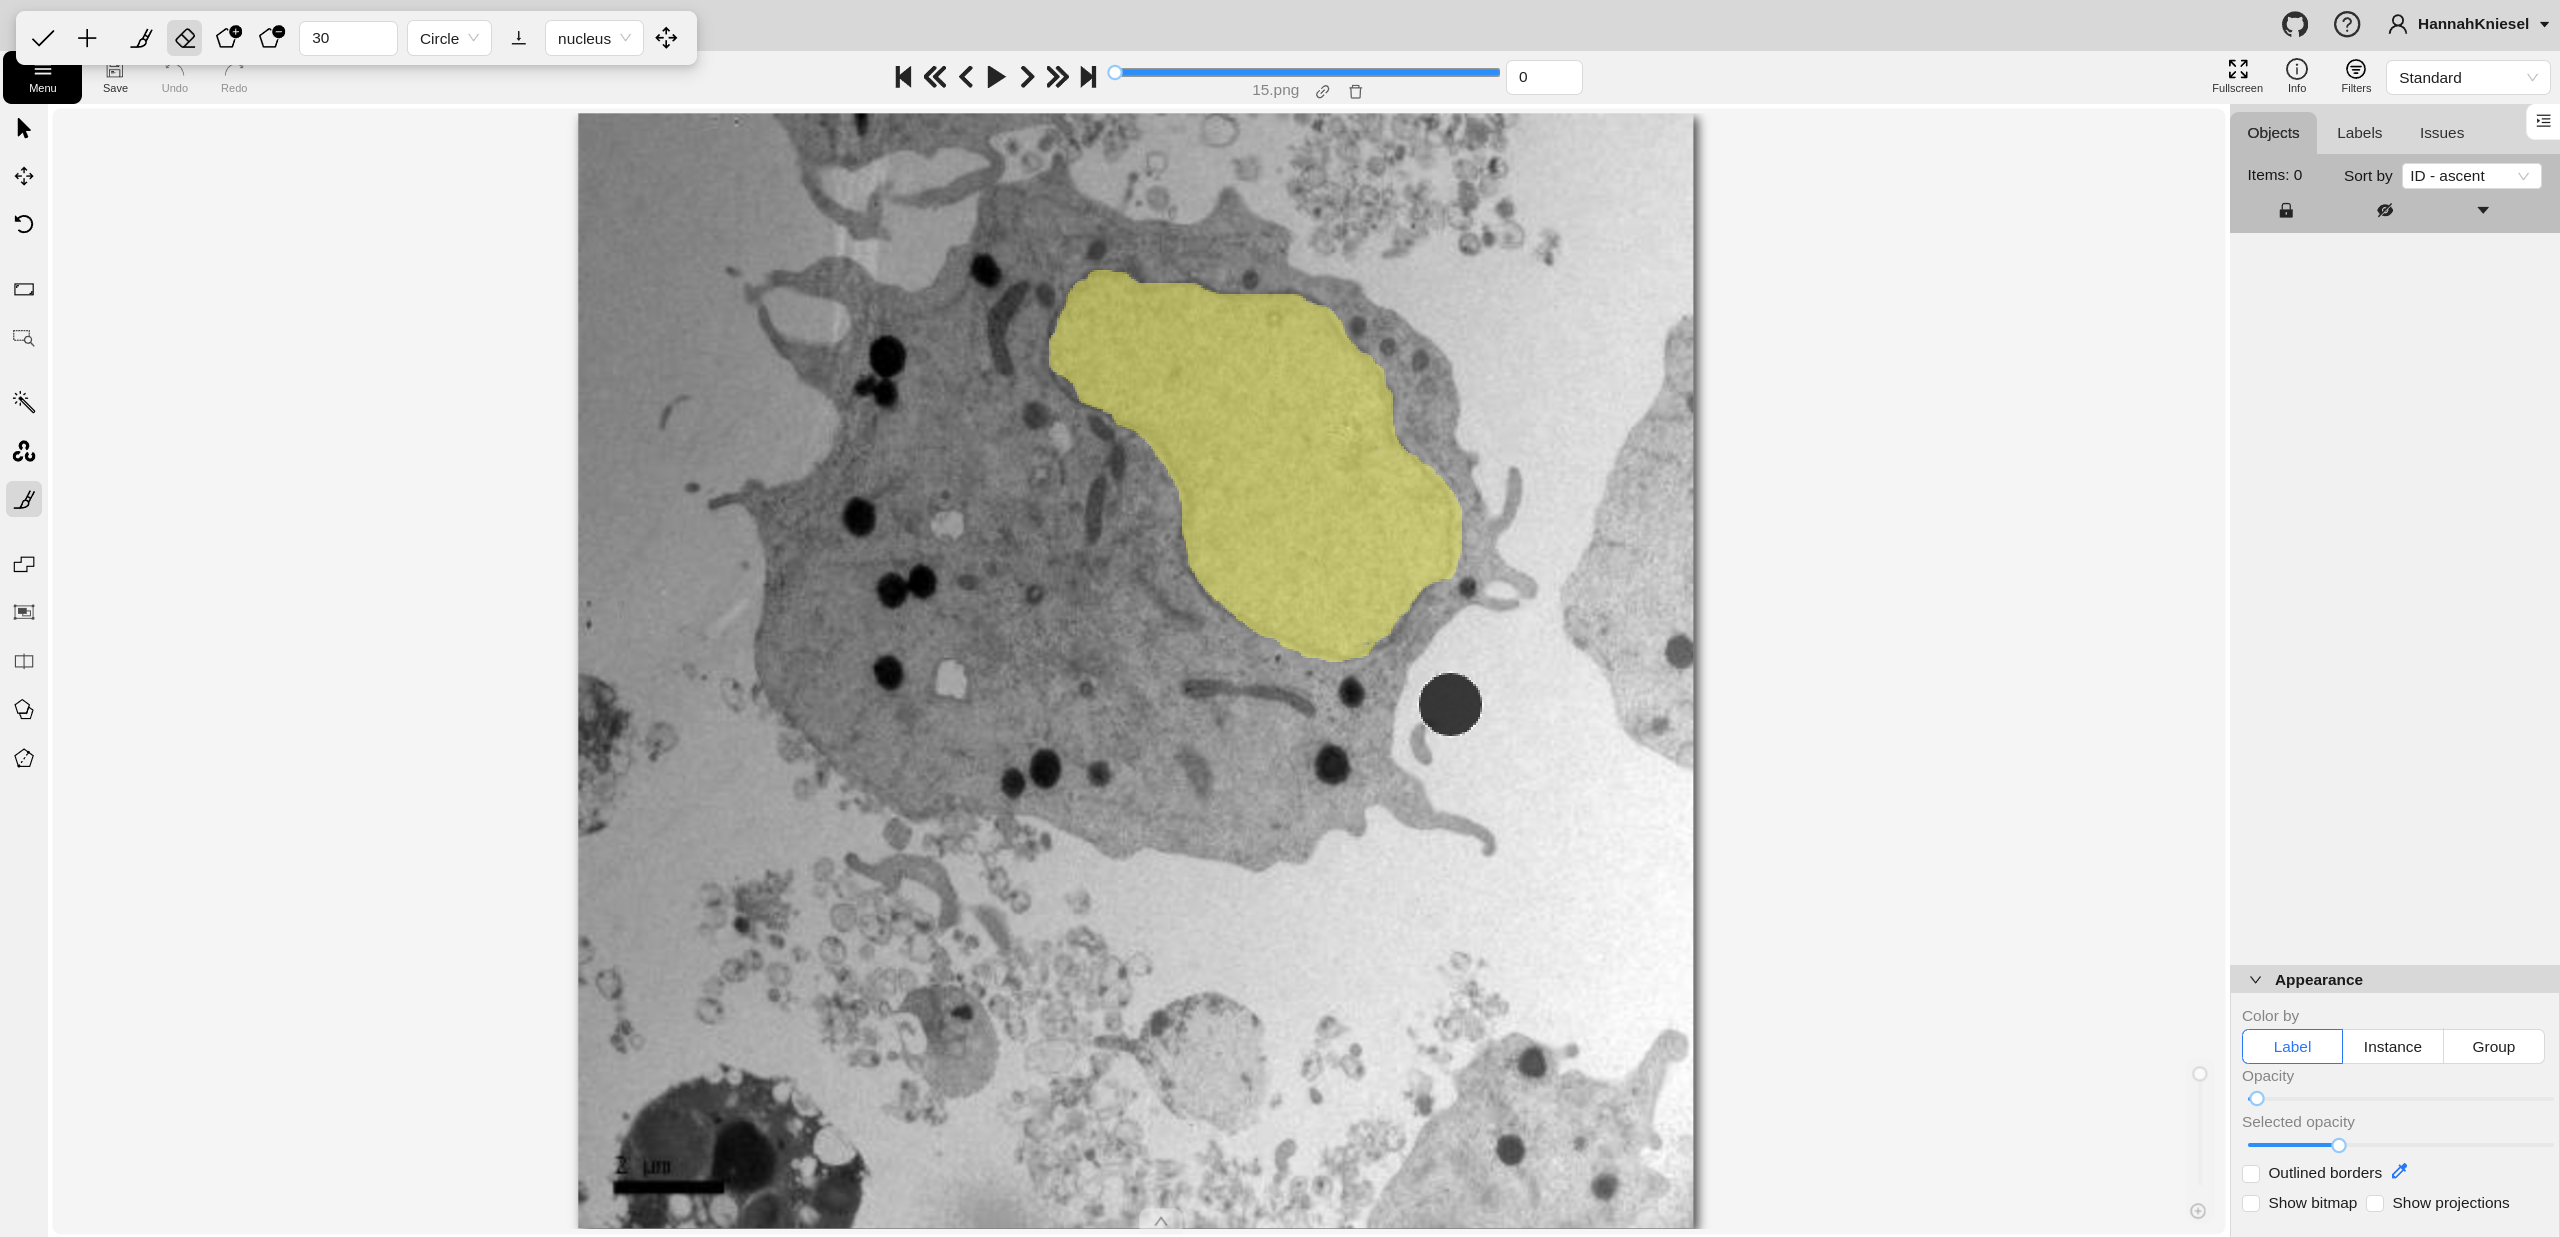 30
Circle
nucleus
HannahKniesel
Menu
Save
Undo
Redo
15.png
0
Fullscreen
Info
Filters
Standard
Objects
Labels
Issues
Items: 0
Sort by
ID - ascent
2 µm
Appearance
Color by
Label
Instance
Group
Opacity
Selected opacity
Outlined borders
Show bitmap
Show projections